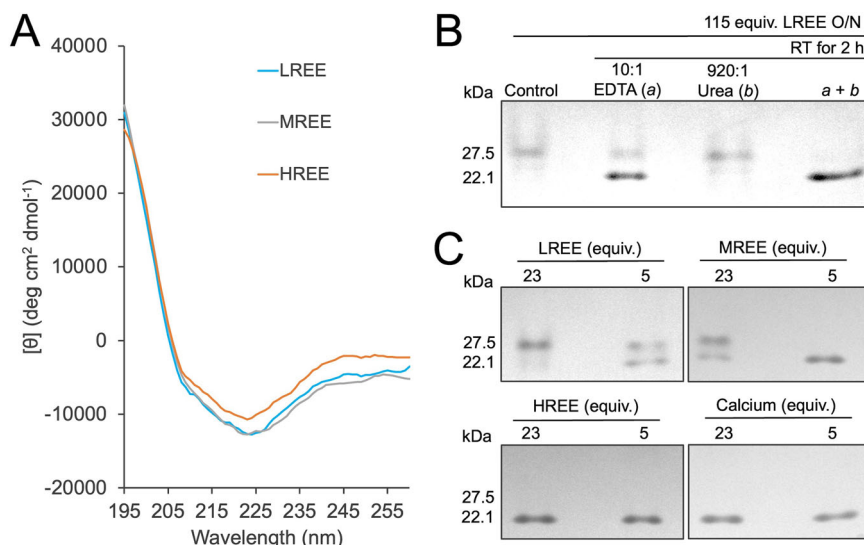 A
40000
30000
20000
10000
0
-10000
-20000
[θ] (deg cm² dmol⁻¹)
LREE
MREE
HREE
195 205 215 225 235 245 255
Wavelength (nm)
B
115 equiv. LREE O/N
RT for 2 h
10:1 920:1
kDa Control EDTA (a) Urea (b) a + b
27.5
22.1
C
LREE (equiv.) MREE (equiv.)
kDa 23 5 23 5
27.5
22.1
HREE (equiv.) Calcium (equiv.)
kDa 23 5 23 5
27.5
22.1